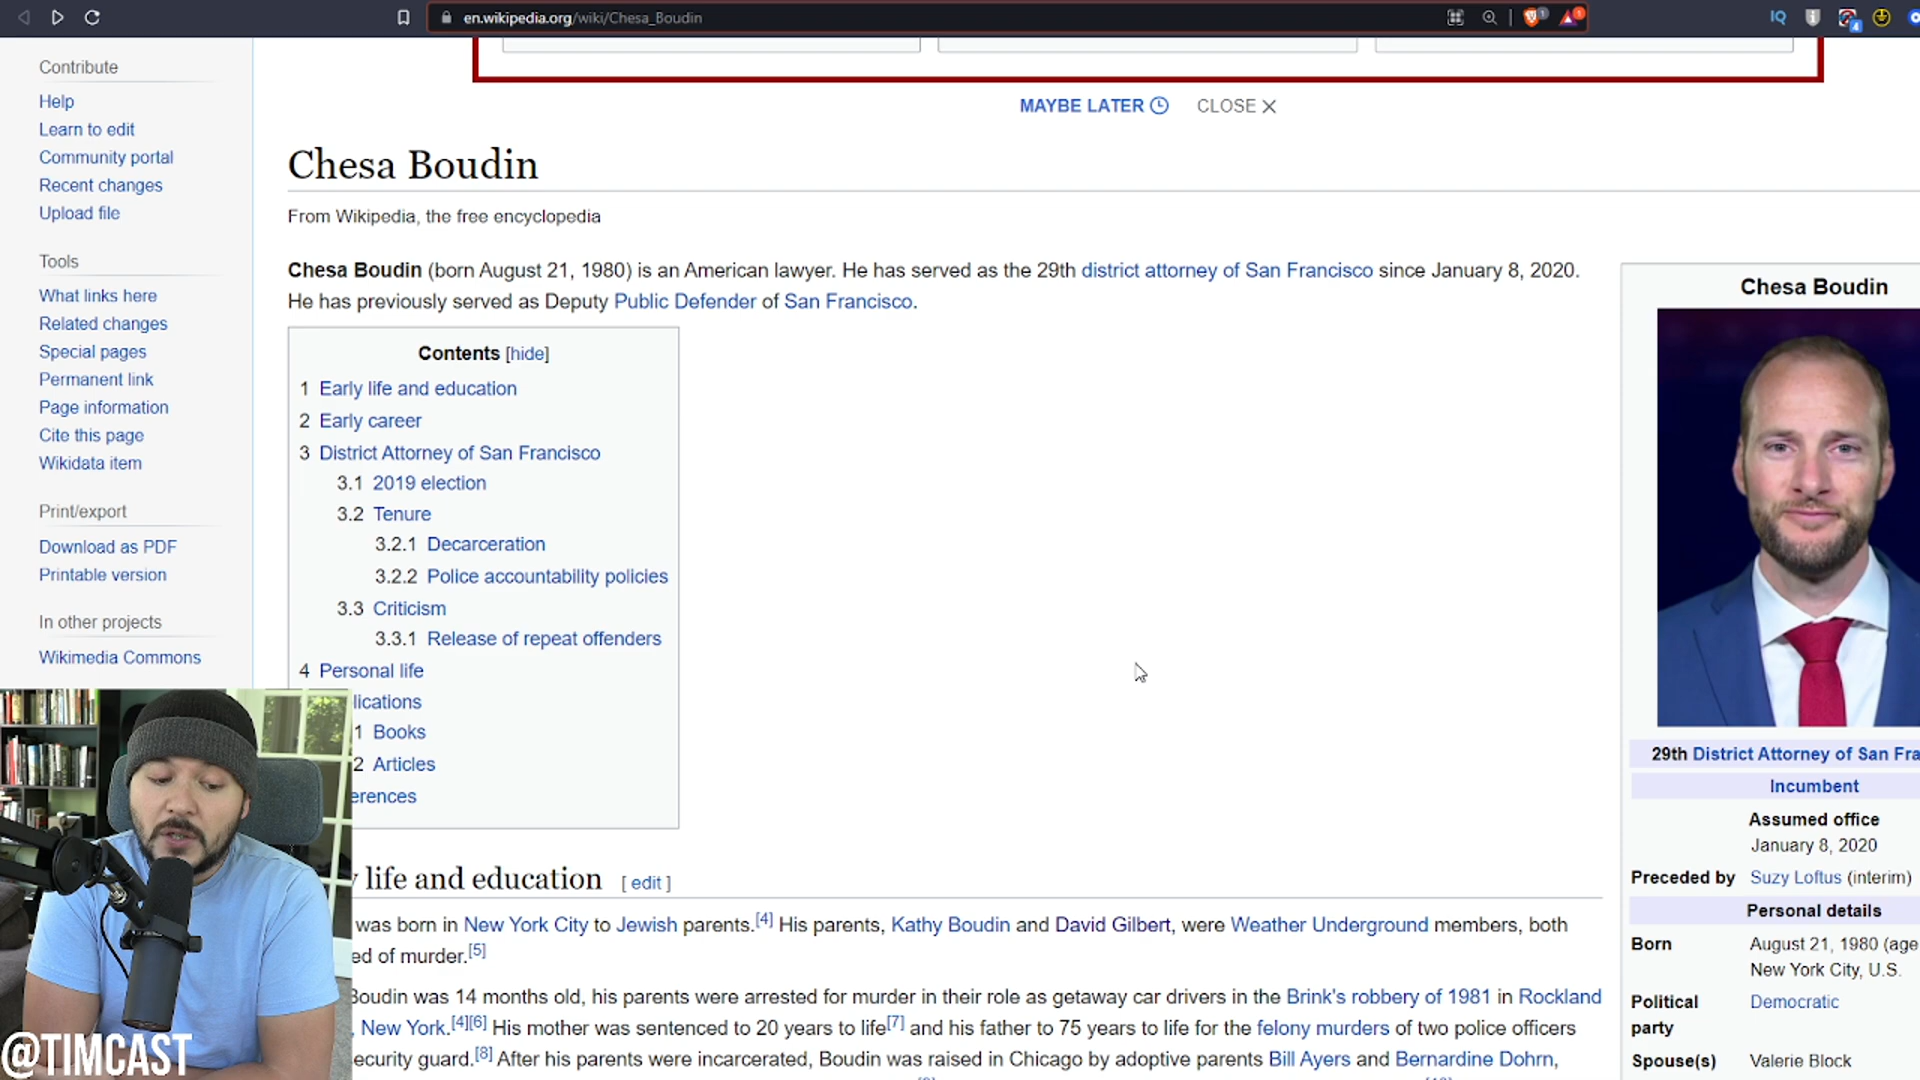 en.wikipedia.org/wiki/Chesa_Boudin
IQ
MAYBE LATER
CLOSE
Contribute
Help
Learn to edit
Community portal
Recent changes
Upload file
Tools
What links here
Related changes
Special pages
Permanent link
Page information
Cite this page
Wikidata item
Print/export
Download as PDF
Printable version
In other projects
Wikimedia Commons
Chesa Boudin
From Wikipedia, the free encyclopedia
Chesa Boudin (born August 21, 1980) is an American lawyer. He has served as the 29th district attorney of San Francisco since January 8, 2020.
He has previously served as Deputy Public Defender of San Francisco.
Contents [hide]
1 Early life and education
2 Early career
3 District Attorney of San Francisco
3.1 2019 election
3.2 Tenure
3.2.1 Decarceration
3.2.2 Police accountability policies
3.3 Criticism
3.3.1 Release of repeat offenders
4 Personal life
lications
1 Books
2 Articles
erences
life and education [ edit ]
was born in New York City to Jewish parents.[4] His parents, Kathy Boudin and David Gilbert, were Weather Underground members, both
ed of murder.[5]
Boudin was 14 months old, his parents were arrested for murder in their role as getaway car drivers in the Brink's robbery of 1981 in Rockland
, New York.[4][6] His mother was sentenced to 20 years to life[7] and his father to 75 years to life for the felony murders of two police officers
ecurity guard.[8] After his parents were incarcerated, Boudin was raised in Chicago by adoptive parents Bill Ayers and Bernardine Dohrn,
Chesa Boudin
29th District Attorney of San Fra
Incumbent
Assumed office
January 8, 2020
Preceded by Suzy Loftus (interim)
Personal details
Born August 21, 1980 (age
New York City, U.S.
Political party Democratic
Spouse(s) Valerie Block
@TIMCAST